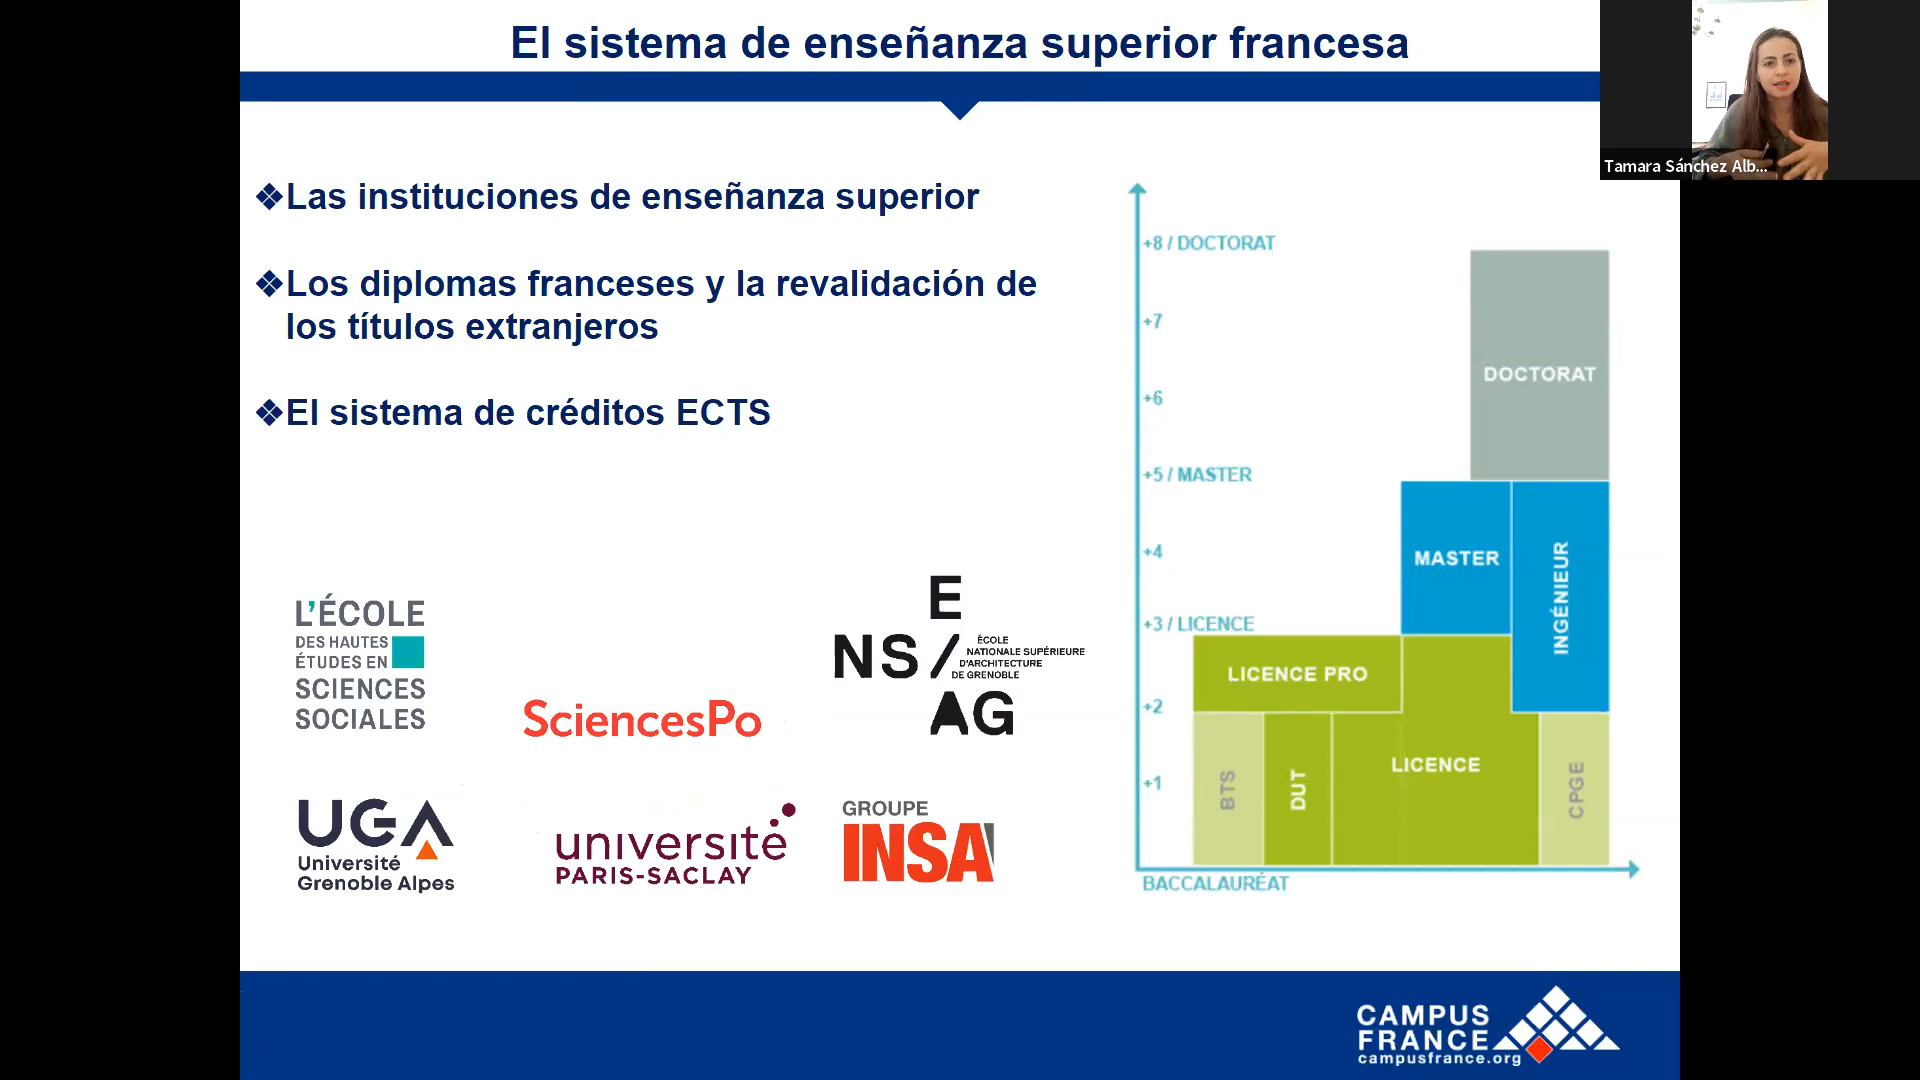 El sistema de enseñanza superior francesa
Tamara Sánchez Alb...
❖Las instituciones de enseñanza superior
❖Los diplomas franceses y la revalidación de
los títulos extranjeros
❖El sistema de créditos ECTS
L'ÉCOLE
DES HAUTES
ÉTUDES EN
SCIENCES
SOCIALES
SciencesPo
E
NS/
AG
ÉCOLE
NATIONALE SUPÉRIEURE
D'ARCHITECTURE
DE GRENOBLE
UGA
Université
Grenoble Alpes
université
PARIS-SACLAY
GROUPE
INSA
+8 / DOCTORAT
+7
+6
+5 / MASTER
+4
+3 / LICENCE
+2
+1
BACCALAURÉAT
DOCTORAT
MASTER
INGÉNIEUR
LICENCE PRO
BTS
DUT
LICENCE
CPGE
CAMPUS
FRANCE
campusfrance.org